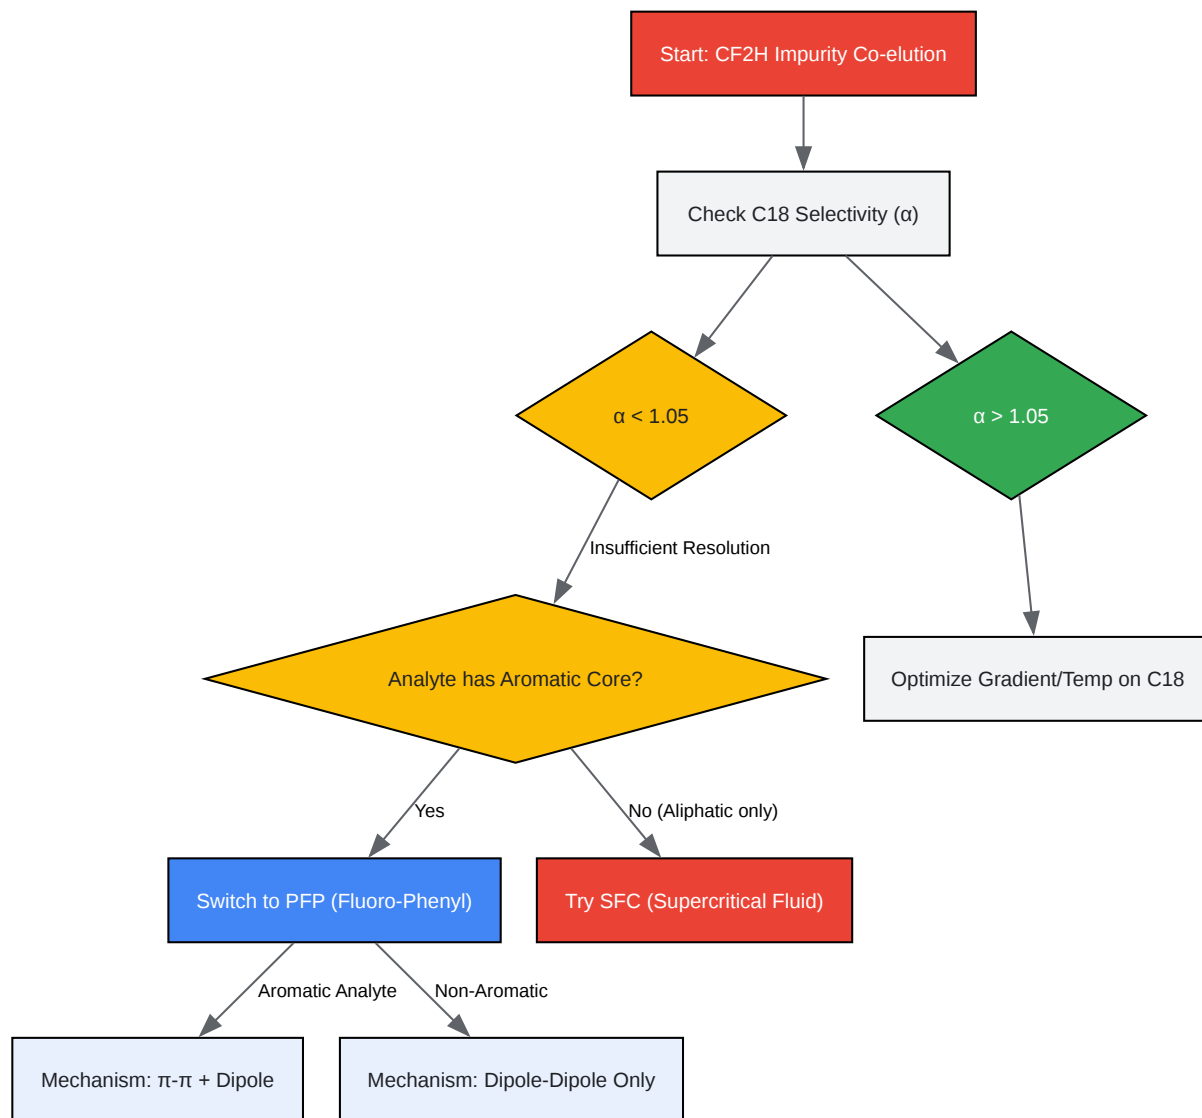 Start: CF2H Impurity Co-elution
Check C18 Selectivity (α)
α < 1.05
α > 1.05
Insufficient Resolution
Analyte has Aromatic Core?
Optimize Gradient/Temp on C18
Yes
No (Aliphatic only)
Switch to PFP (Fluoro-Phenyl)
Try SFC (Supercritical Fluid)
Aromatic Analyte
Non-Aromatic
Mechanism: π-π + Dipole
Mechanism: Dipole-Dipole Only